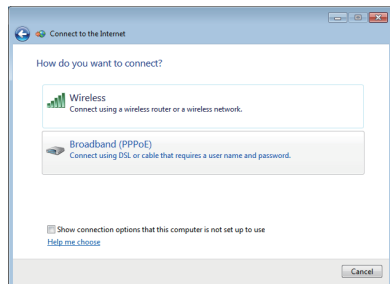 Connect to the Internet
How do you want to connect?
Wireless
Connect using a wireless router or a wireless network.
Broadband (PPPoE)
Connect using DSL or cable that requires a user name and password.
Show connection options that this computer is not set up to use
Help me choose
Cancel